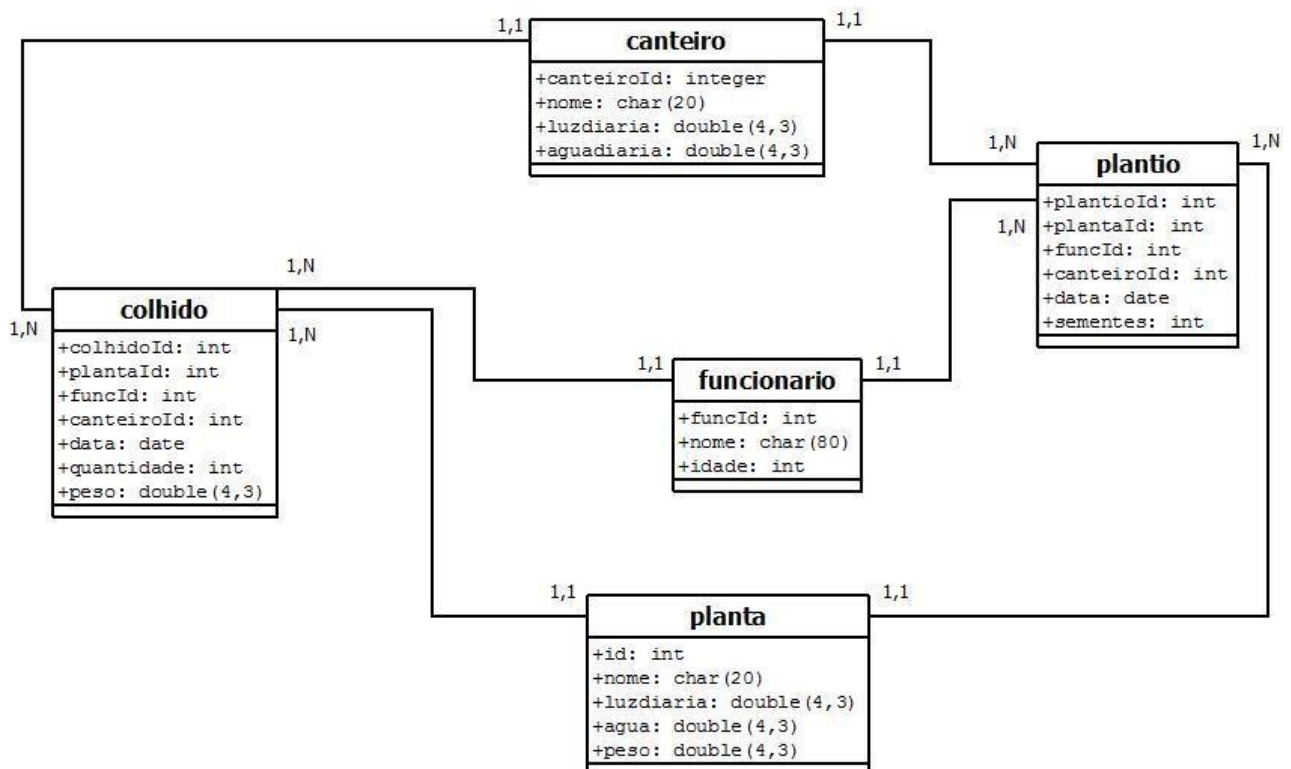 1,1
1,1
canteiro
+canteiroId: integer
+nome: char(20)
+luzdiaria: double(4,3)
+aguadiaria: double(4,3)
1,N
1,N
plantio
+plantioId: int
+plantaId: int
+funcId: int
+canteiroId: int
+data: date
+sementes: int
1,N
1,N
colhido
+colhidoId: int
+plantaId: int
+funcId: int
+canteiroId: int
+data: date
+quantidade: int
+peso: double(4,3)
1,N
1,N
1,1
1,1
funcionario
+funcId: int
+nome: char(80)
+idade: int
1,1
1,1
planta
+id: int
+nome: char(20)
+luzdiaria: double(4,3)
+agua: double(4,3)
+peso: double(4,3)